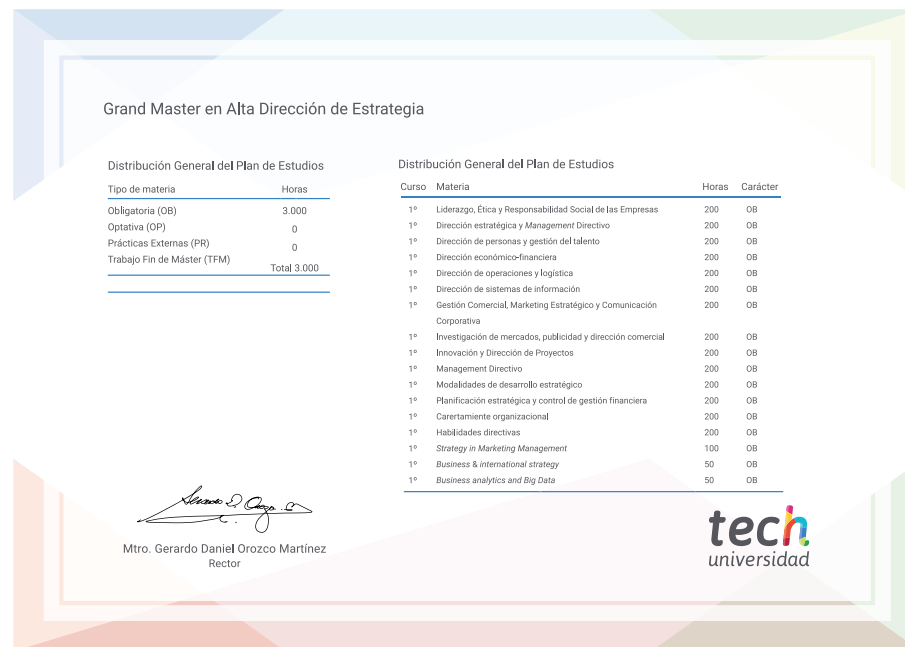 Grand Master en Alta Dirección de Estrategia
Distribución General del Plan de Estudios
Tipo de materia Horas
Obligatoria (OB) 3.000
Optativa (OP) 0
Prácticas Externas (PR) 0
Trabajo Fin de Máster (TFM)
Total 3.000
Distribución General del Plan de Estudios
Curso Materia Horas Carácter
1º Liderazgo, Ética y Responsabilidad Social de las Empresas 200 OB
1º Dirección estratégica y Management Directivo 200 OB
1º Dirección de personas y gestión del talento 200 OB
1º Dirección económico-financiera 200 OB
1º Dirección de operaciones y logística 200 OB
1º Dirección de sistemas de información 200 OB
1º Gestión Comercial, Marketing Estratégico y Comunicación 200 OB
Corporativa
1º Investigación de mercados, publicidad y dirección comercial 200 OB
1º Innovación y Dirección de Proyectos 200 OB
1º Management Directivo 200 OB
1º Modalidades de desarrollo estratégico 200 OB
1º Planificación estratégica y control de gestión financiera 200 OB
1º Carertamiente organizacional 200 OB
1º Habilidades directivas 200 OB
1º Strategy in Marketing Management 100 OB
1º Business & international strategy 50 OB
1º Business analytics and Big Data 50 OB
Mtro. Gerardo Daniel Orozco Martínez
Rector
tech
universidad